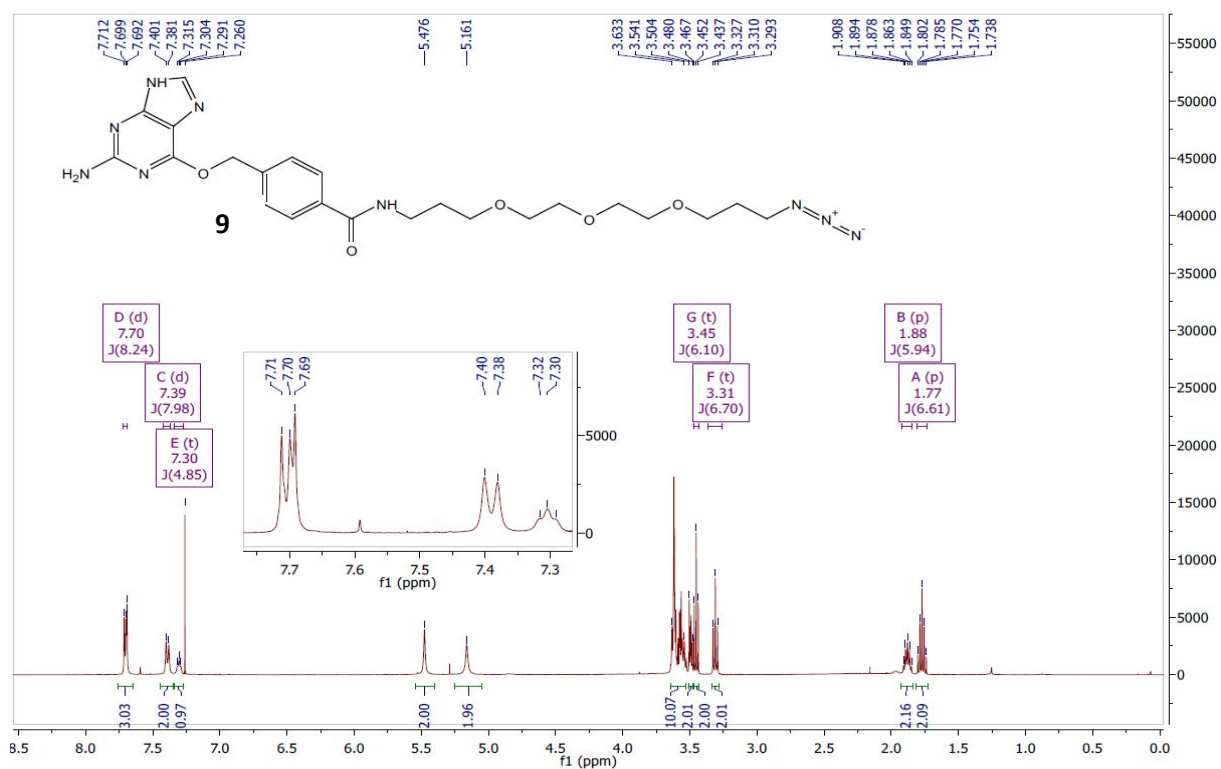 7.712
7.699
7.692
7.401
7.381
7.315
7.304
7.291
7.260
5.476
5.161
3.633
3.541
3.504
3.480
3.467
3.452
3.437
3.327
3.310
3.293
1.908
1.894
1.878
1.863
1.849
1.802
1.785
1.770
1.754
1.738
NH
N
N
N
H₂N
O
9
NH
O
O
O
O
N
N⁺
N⁻
55000
50000
45000
40000
35000
30000
25000
20000
15000
10000
5000
0
D (d)
7.70
J(8.24)
C (d)
7.39
J(7.98)
E (t)
7.30
J(4.85)
G (t)
3.45
J(6.10)
F (t)
3.31
J(6.70)
B (p)
1.88
J(5.94)
A (p)
1.77
J(6.61)
7.71
7.70
7.69
7.40
7.38
7.32
7.30
5000
0
7.7 7.6 7.5 7.4 7.3
f1 (ppm)
3.03
2.00
0.97
2.00
1.96
10.07
2.01
2.00
2.01
2.16
2.09
8.5 8.0 7.5 7.0 6.5 6.0 5.5 5.0 4.5 4.0 3.5 3.0 2.5 2.0 1.5 1.0 0.5 0.0
f1 (ppm)